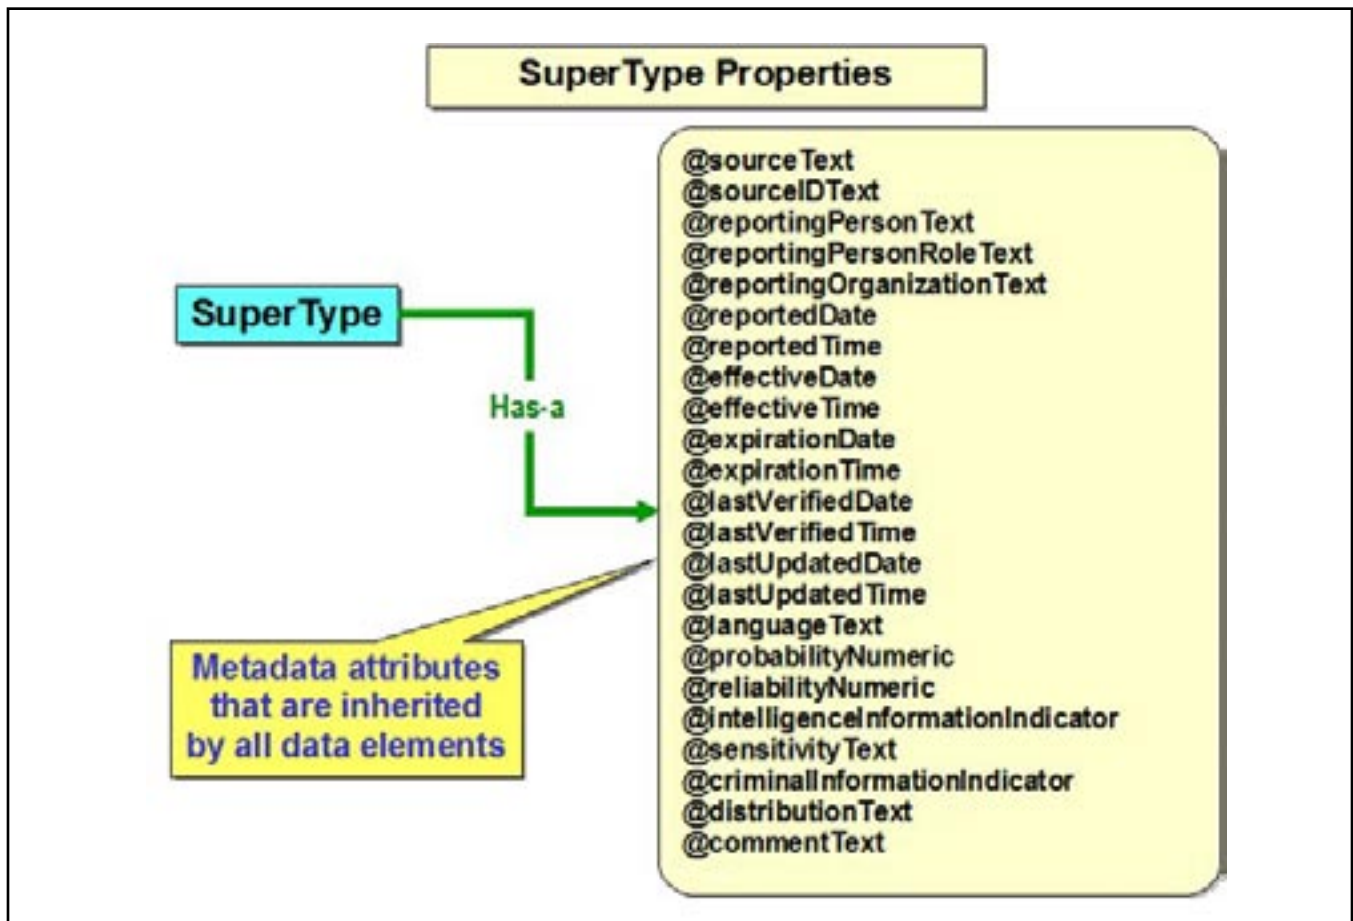 SuperType Properties
@sourceText
@sourceIDText
@reportingPersonText
@reportingPersonRoleText
@reportingOrganizationText
@reportedDate
@reportedTime
@effectiveDate
@effectiveTime
@expirationDate
@expirationTime
@lastVerifiedDate
@lastVerifiedTime
@lastUpdatedDate
@lastUpdatedTime
@languageText
@probabilityNumeric
@reliabilityNumeric
@intelligenceInformationIndicator
@sensitivityText
@criminalInformationIndicator
@distributionText
@commentText
SuperType
Has-a
Metadata attributes
that are inherited
by all data elements